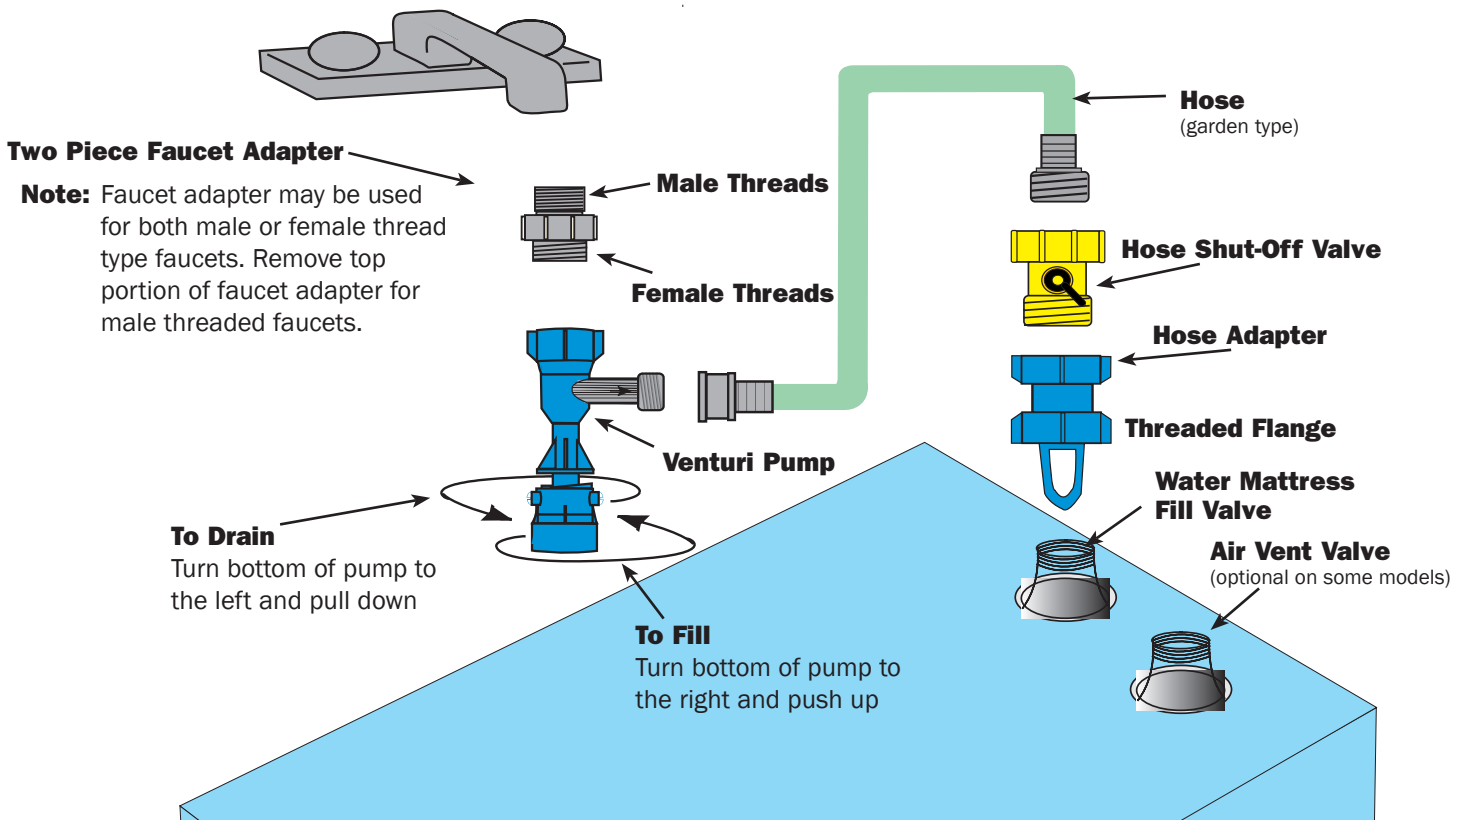 Two Piece Faucet Adapter
Note: Faucet adapter may be used
for both male or female thread
type faucets. Remove top
portion of faucet adapter for
male threaded faucets.
Male Threads
Female Threads
Hose
(garden type)
Hose Shut-Off Valve
Hose Adapter
Threaded Flange
Venturi Pump
Water Mattress
Fill Valve
Air Vent Valve
(optional on some models)
To Drain
Turn bottom of pump to
the left and pull down
To Fill
Turn bottom of pump to
the right and push up